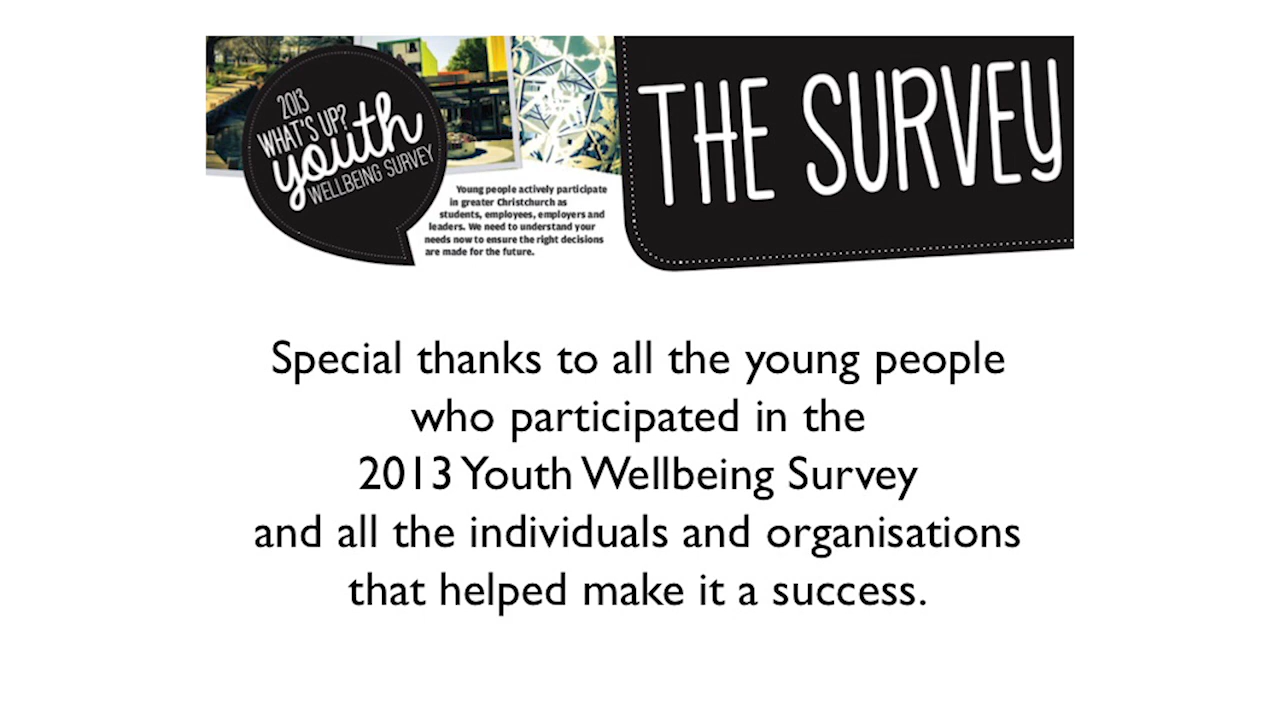 2013
WHAT'S UP?
youth
WELLBEING SURVEY
Young people actively participate
in greater Christchurch as
students, employees, employers and
leaders. We need to understand your
needs now to ensure the right decisions
are made for the future.
THE SURVEY
Special thanks to all the young people
who participated in the
2013 Youth Wellbeing Survey
and all the individuals and organisations
that helped make it a success.